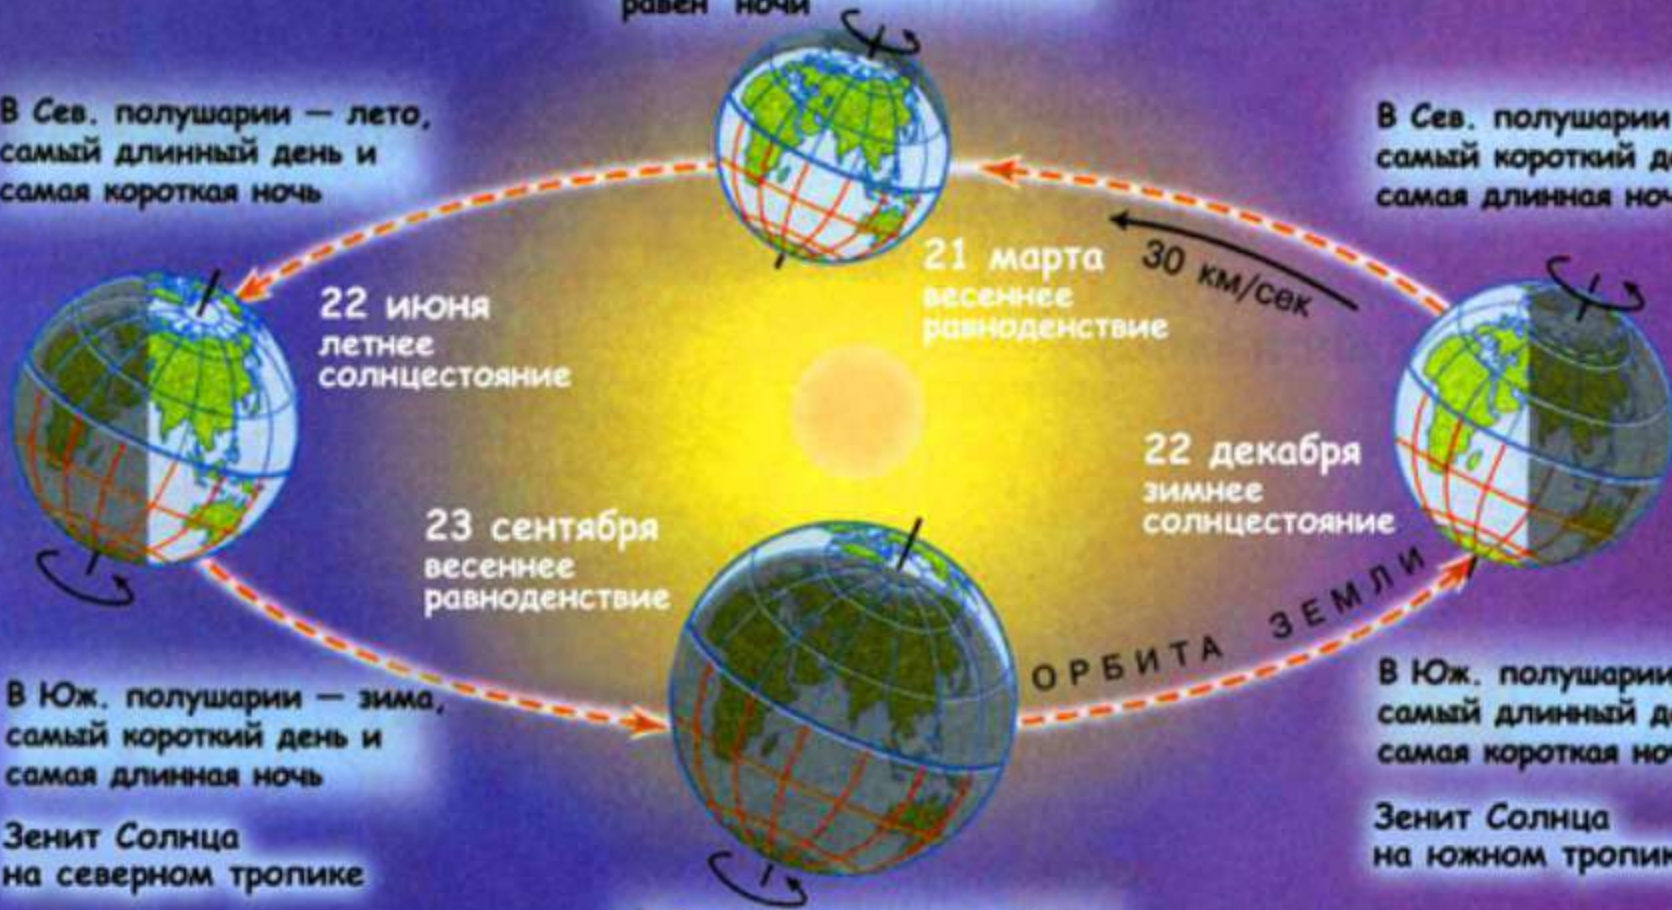 равен ночи
В Сев. полушарии — лето,
самый длинный день и
самая короткая ночь
В Сев. полушарии
самый короткий
самая длинная
21 марта
весеннее
равноденствие
30 км/сек
22 июня
летнее
солнцестояние
22 декабря
зимнее
солнцестояние
23 сентября
весеннее
равноденствие
ОРБИТА ЗЕМЛИ
В Юж. полушарии — зима,
самый короткий день и
самая длинная ночь
Зенит Солнца
на северном тропике
В Юж. полушарии
самый длинный
самая короткая
Зенит Солнца
на южном